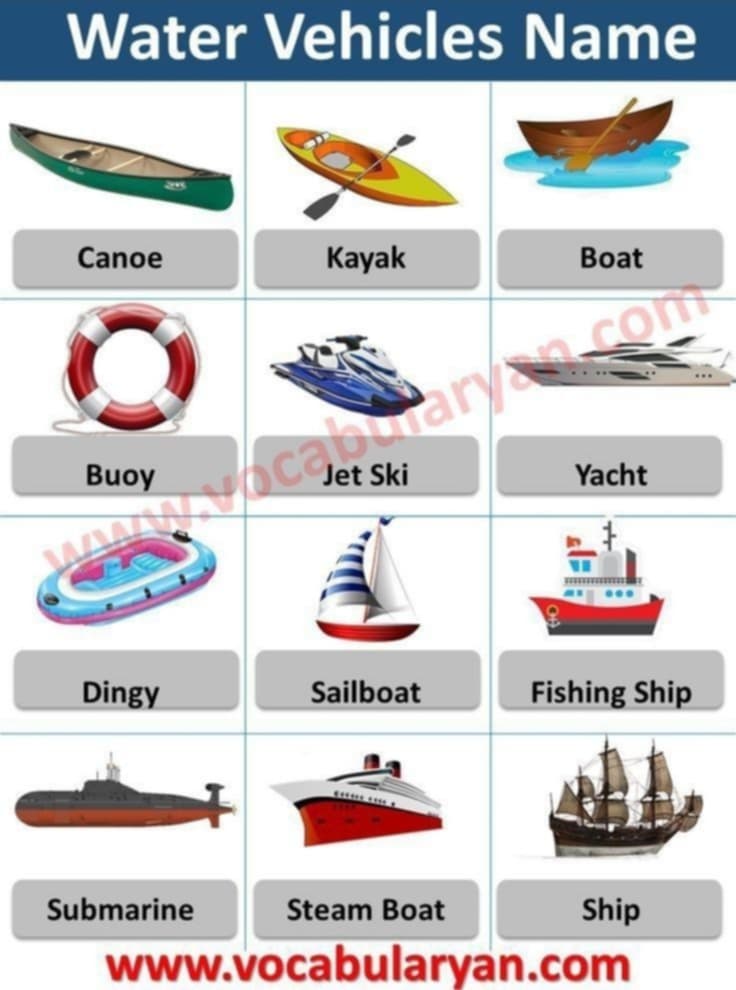 Water Vehicles Name
Canoe
Kayak
Boat
Buoy
Jet Ski
Yacht
www.vocabularyan.com
Dingy
Sailboat
Fishing Ship
Submarine
Steam Boat
Ship
www.vocabularyan.com